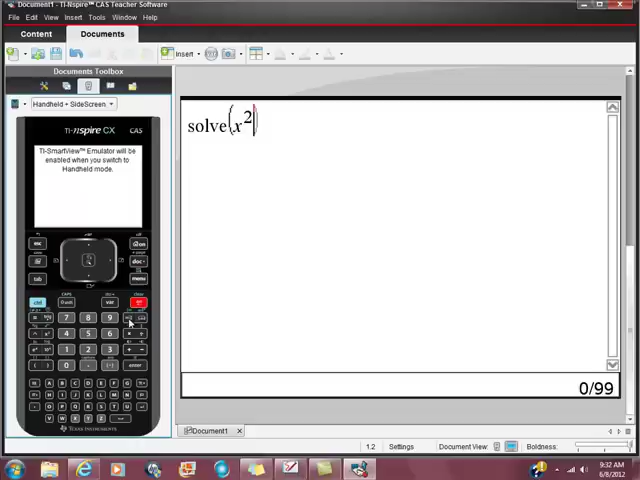 Document1 - TI-Nspire™ CAS Teacher Software
File Edit View Insert Tools Window Help
Content Documents
Insert
Documents Toolbox
Handheld + SideScreen
TI-nspire CX CAS
TI-SmartView™ Emulator will be
enabled when you switch to
Handheld mode.
solve(x²)
esc
tab
menu
ctrl
var
7 8 9
4 5 6
1 2 3
0
enter
TEXAS INSTRUMENTS
0/99
Document1
1.2 Settings Document View: Boldness:
9:32 AM
6/8/2012